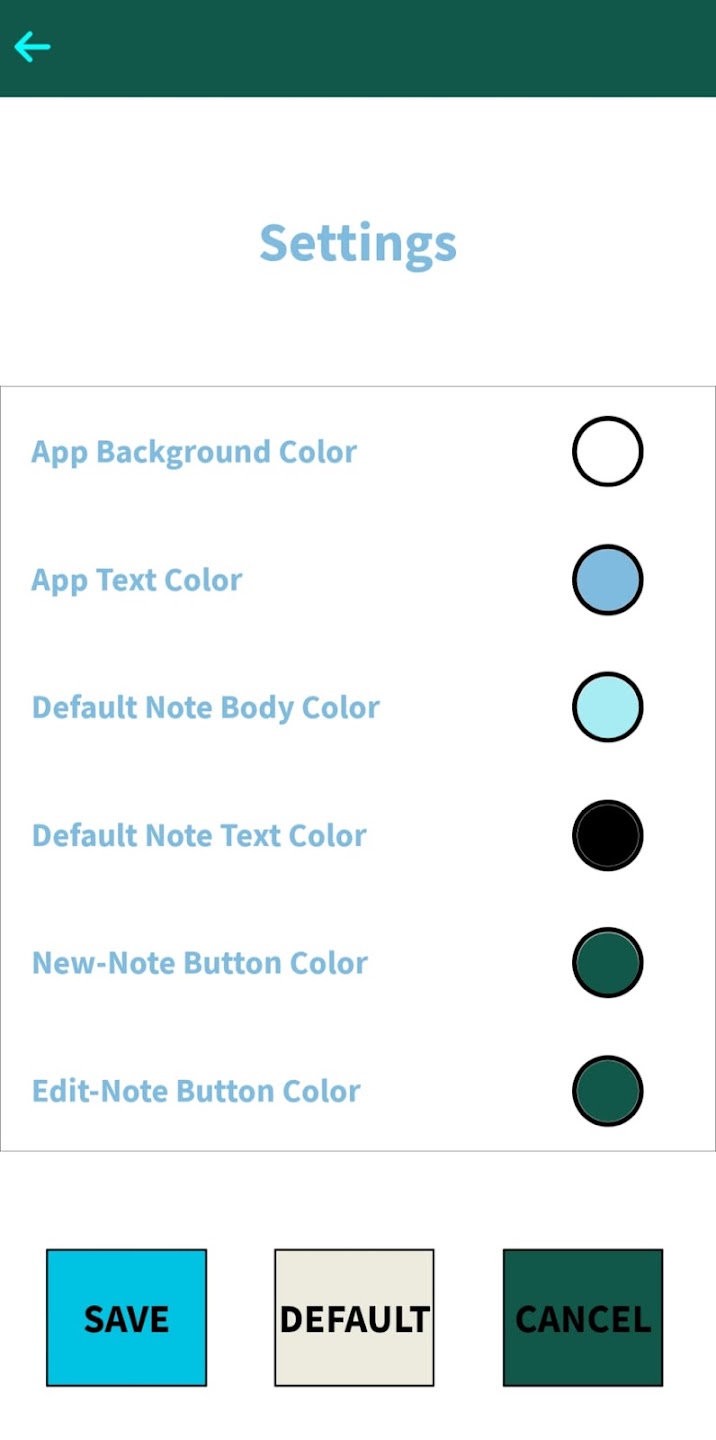 Settings
App Background Color
App Text Color
Default Note Body Color
Default Note Text Color
New-Note Button Color
Edit-Note Button Color
SAVE
DEFAULT
CANCEL